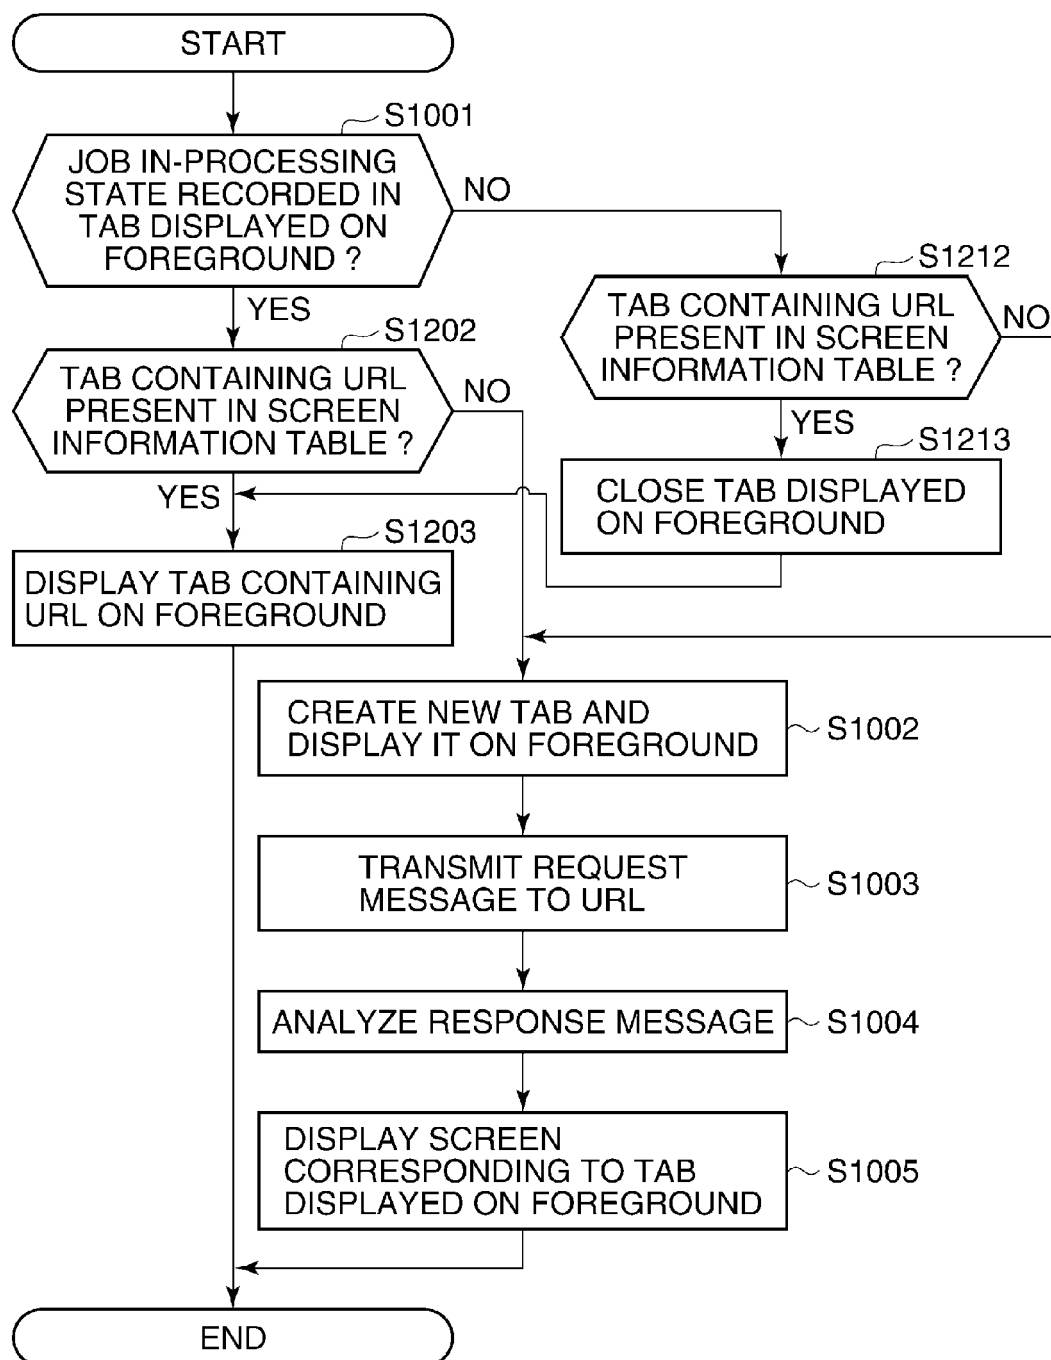 START
S1001
JOB IN-PROCESSING
STATE RECORDED IN
TAB DISPLAYED ON
FOREGROUND ?
NO
YES
S1212
TAB CONTAINING URL
PRESENT IN SCREEN
INFORMATION TABLE ?
NO
YES
S1202
TAB CONTAINING URL
PRESENT IN SCREEN
INFORMATION TABLE ?
NO
YES
S1213
CLOSE TAB DISPLAYED
ON FOREGROUND
S1203
DISPLAY TAB CONTAINING
URL ON FOREGROUND
CREATE NEW TAB AND
DISPLAY IT ON FOREGROUND
S1002
TRANSMIT REQUEST
MESSAGE TO URL
S1003
ANALYZE RESPONSE MESSAGE
S1004
DISPLAY SCREEN
CORRESPONDING TO TAB
DISPLAYED ON FOREGROUND
S1005
END